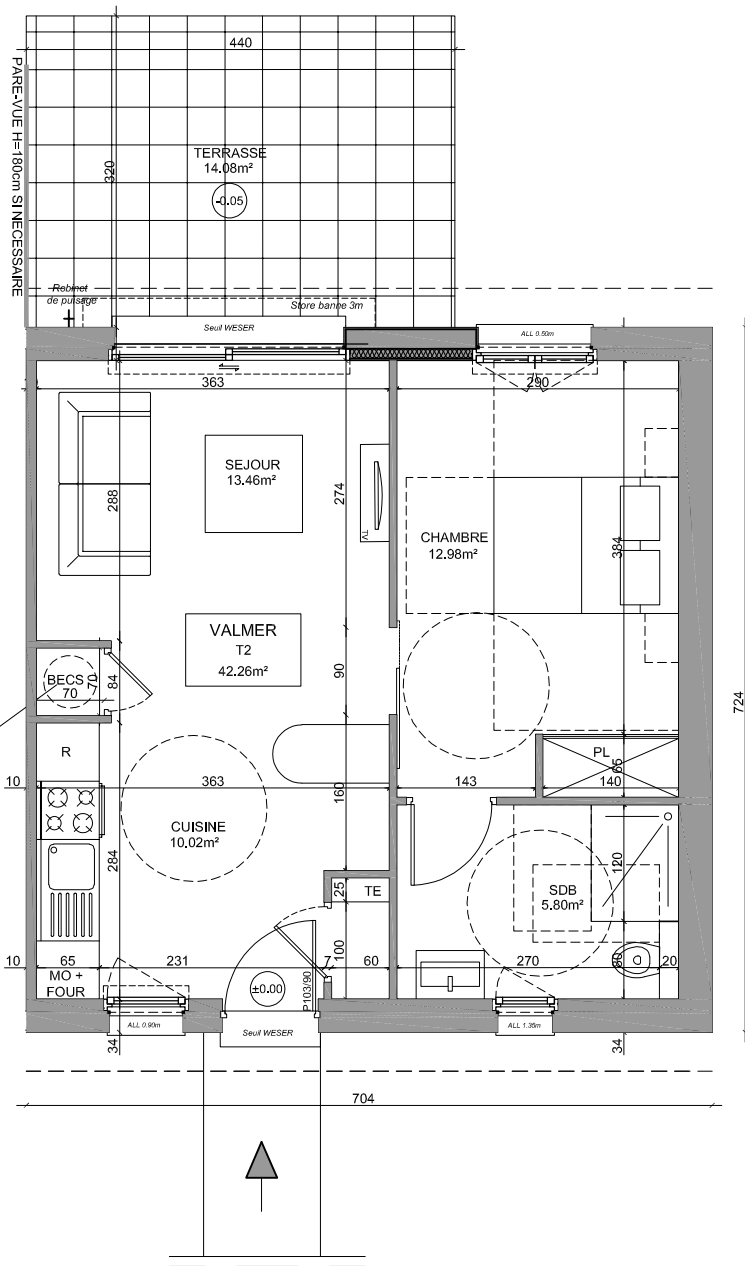 440
PARE-VUE H=180cm SI NECESSAIRE
320
TERRASSE
14.08m²
-0.05
Robinet
de puisage
Store banne 3m
Seuil WESER
ALL 0.50m
363
290
SEJOUR
13.46m²
288
274
TV
CHAMBRE
12.98m²
384
VALMER
T2
42.26m²
BECS
70
70
84
90
724
R
PL
65
10
363
160
143
140
CUISINE
10.02m²
284
25
TE
120
SDB
5.80m²
10
65
231
7
100
60
270
80
20
MO +
FOUR
±0.00
P103/90
ALL 0.90m
Seuil WESER
ALL 1.36m
34
34
704